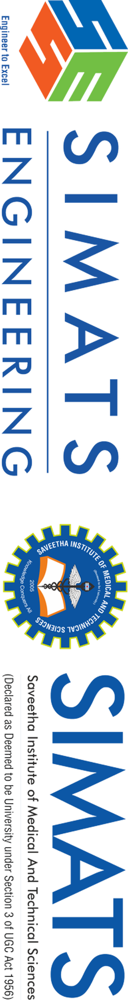 SE
Engineer to Excel
SIMATS
ENGINEERING
SAVEETHA INSTITUTE OF MEDICAL AND TECHNICAL SCIENCES
(Deemed to be University)
2005
Knowledge Conquers All
SIMATS
Saveetha Institute of Medical And Technical Sciences
(Declared as Deemed to be University under Section 3 of UGC Act 1956)